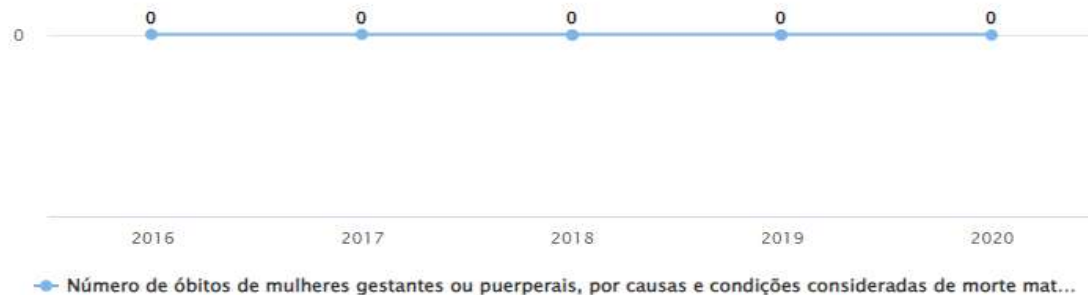 0 0 0 0 0
0
2016 2017 2018 2019 2020
Número de óbitos de mulheres gestantes ou puerperais, por causas e condições consideradas de morte mat...